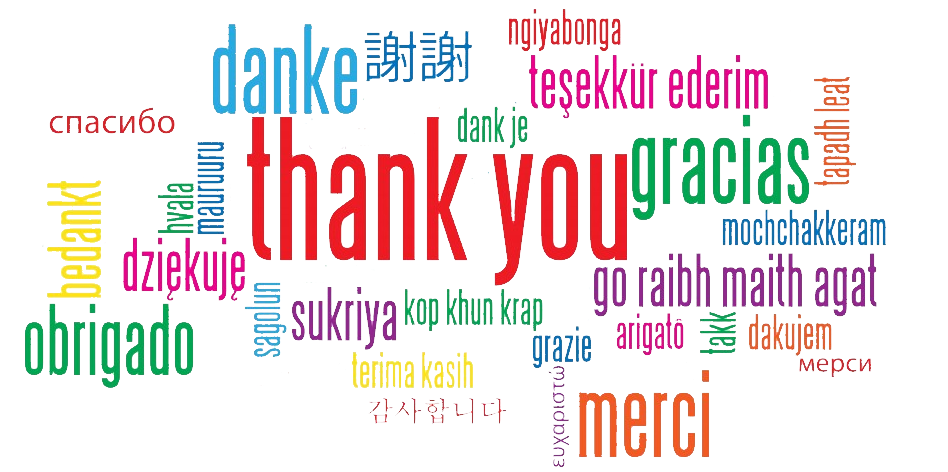 ngiyabonga
danke
謝謝
teşekkür ederim
tapadh leat
спасибо
dank je
thank you
gracias
hvala
mauruuru
bedankt
mochchakkeram
dziękuję
go raibh maith agat
sagolun
sukriya
kop khun krap
obrigado
grazie
arigatô
takk
dakujem
terima kasih
мерси
감사합니다
ευχαριστώ
merci